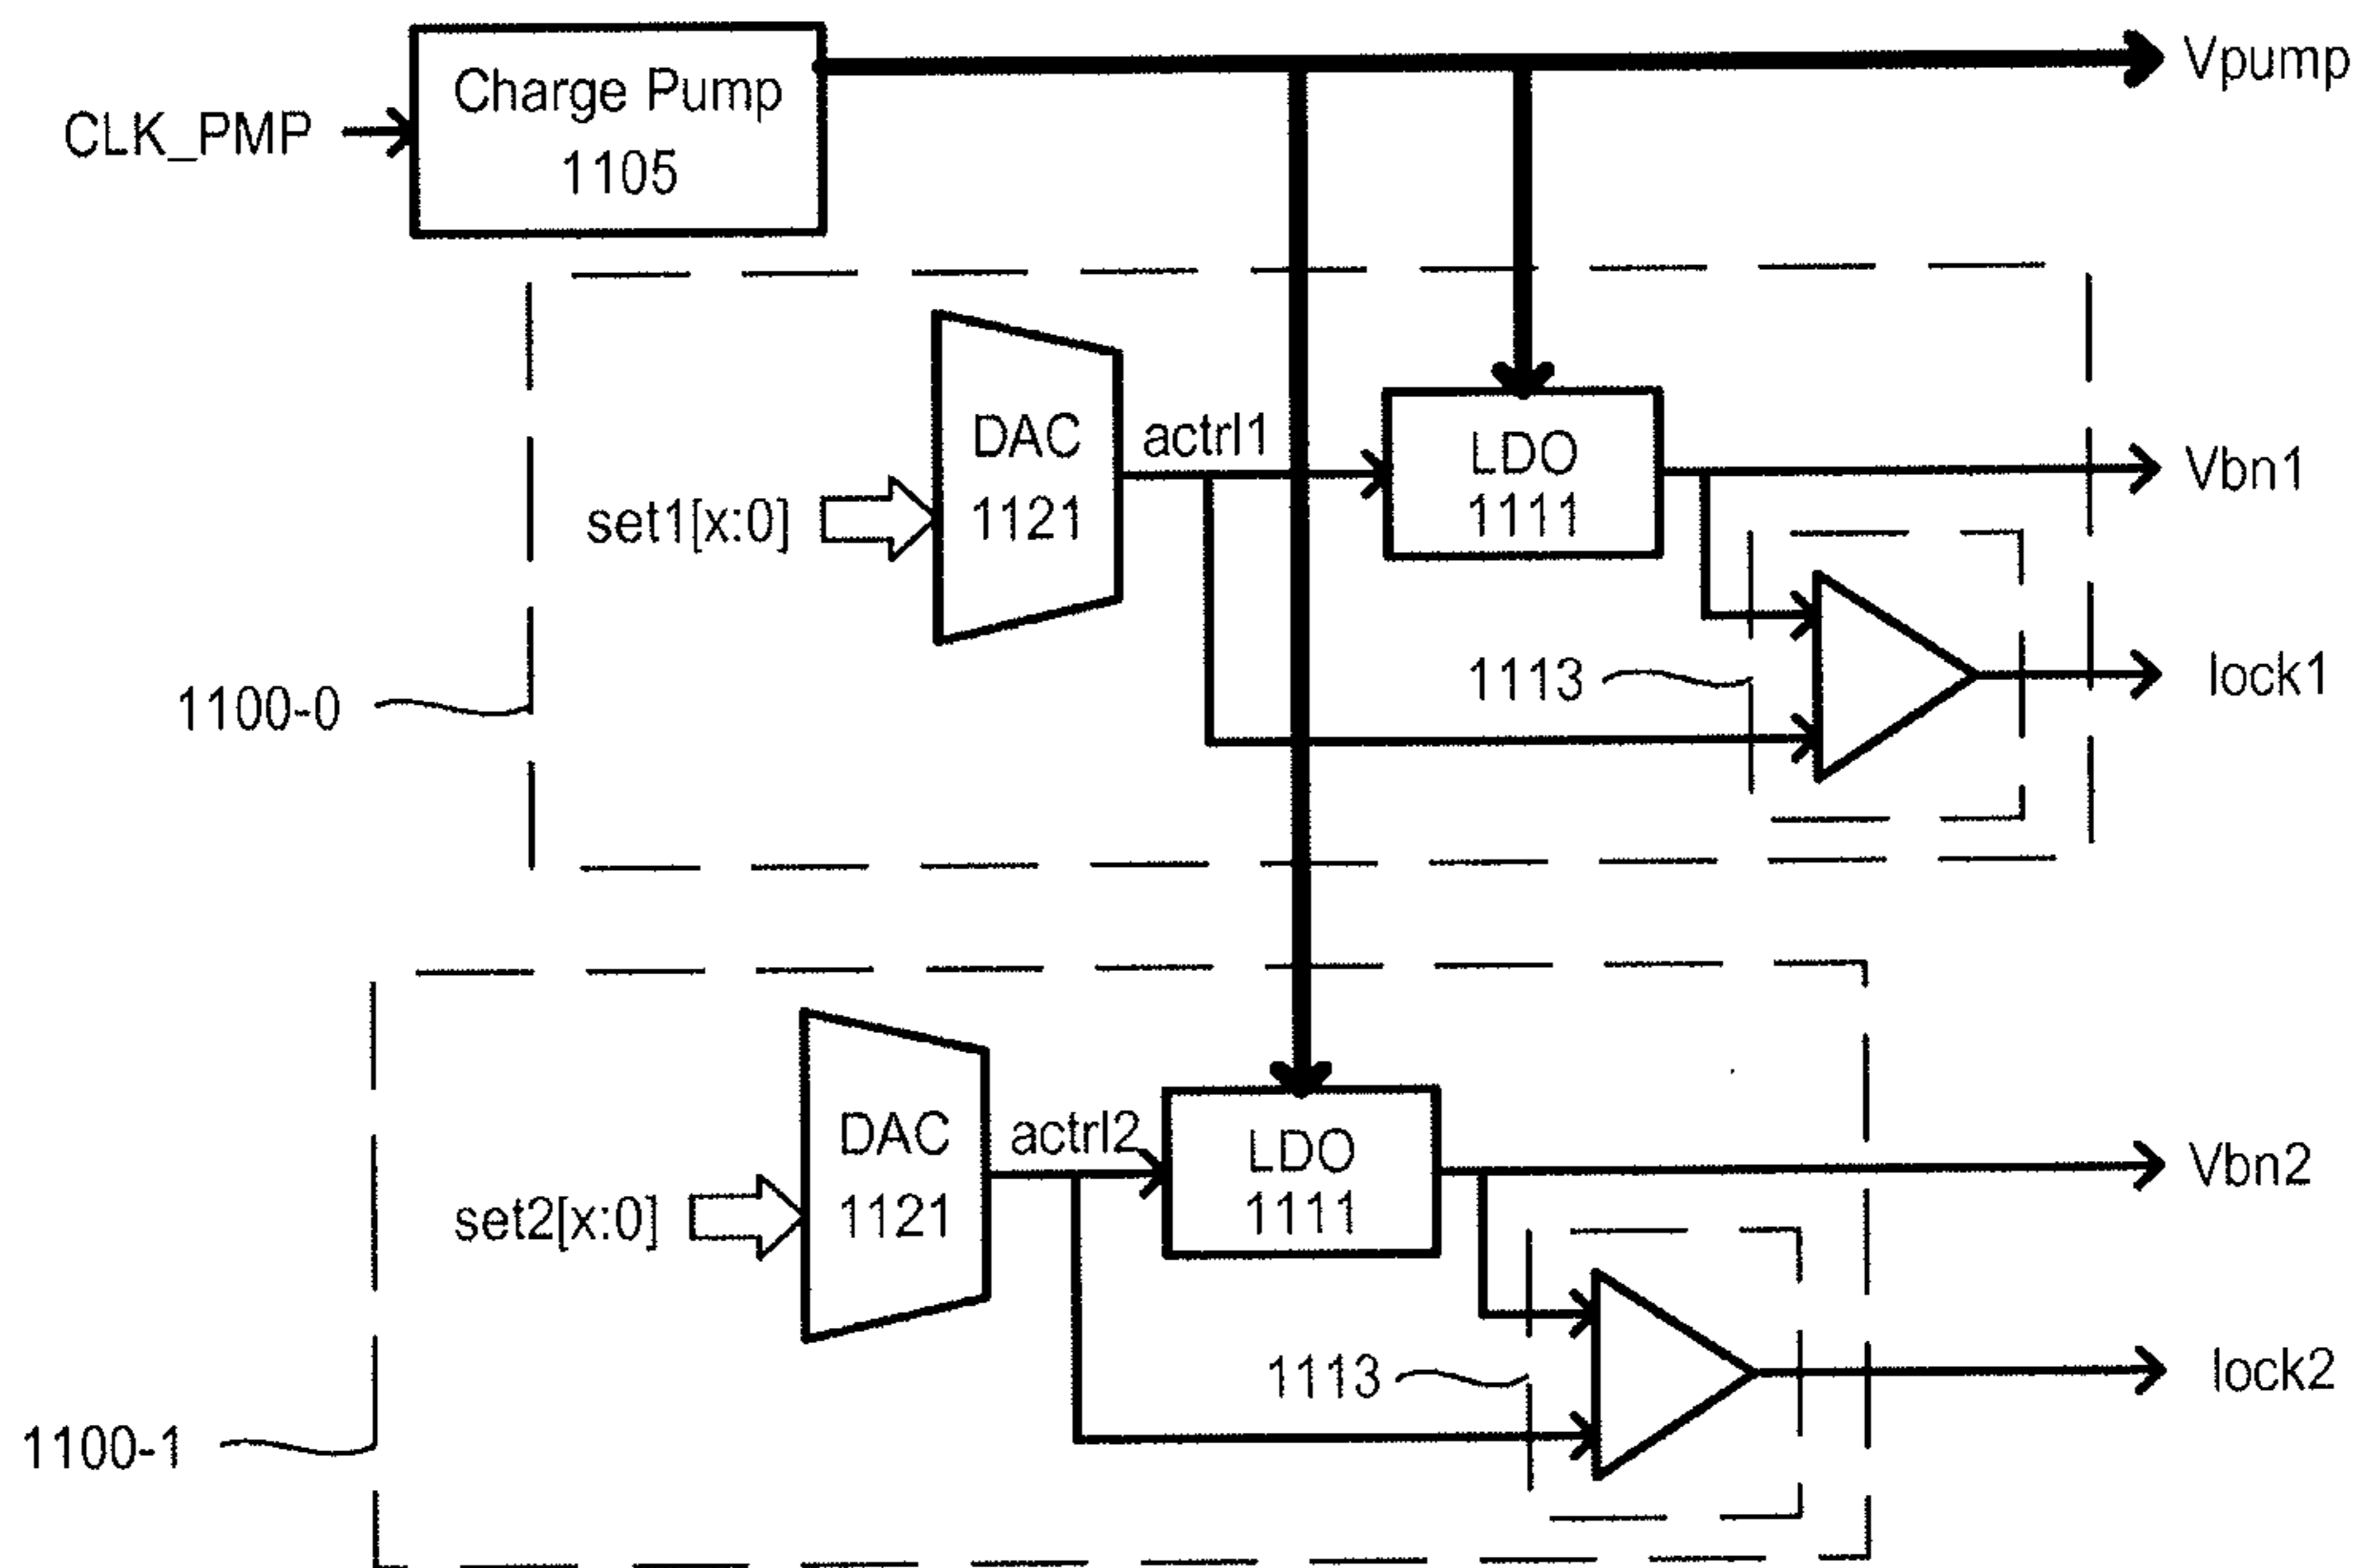 Vpump
Charge Pump
1105
CLK_PMP
DAC
1121
actrl1
LDO
1111
Vbn1
set1[x:0]
1113
lock1
1100-0
DAC
1121
actrl2
LDO
1111
Vbn2
set2[x:0]
1113
lock2
1100-1